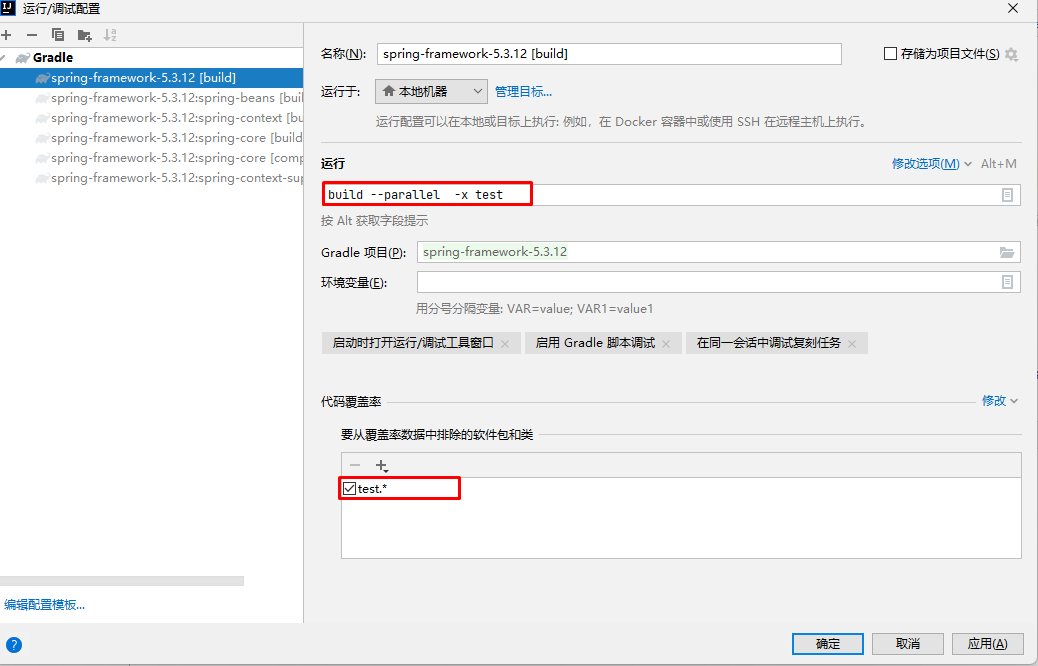 运行/调试配置
Gradle
spring-framework-5.3.12 [build]
spring-framework-5.3.12:spring-beans [buil
spring-framework-5.3.12:spring-context [bu
spring-framework-5.3.12:spring-core [build
spring-framework-5.3.12:spring-core [comp
spring-framework-5.3.12:spring-context-sup
编辑配置模板...
名称(N): spring-framework-5.3.12 [build] 存储为项目文件(S)
运行于: 本地机器 管理目标...
运行配置可以在本地或目标上执行: 例如，在 Docker 容器中或使用 SSH 在远程主机上执行。
运行 修改选项(M) Alt+M
build --parallel  -x test
按 Alt 获取字段提示
Gradle 项目(P): spring-framework-5.3.12
环境变量(E):
用分号分隔变量: VAR=value; VAR1=value1
启动时打开运行/调试工具窗口 启用 Gradle 脚本调试 在同一会话中调试复刻任务
代码覆盖率 修改
要从覆盖率数据中排除的软件包和类
test.*
? 确定 取消 应用(A)